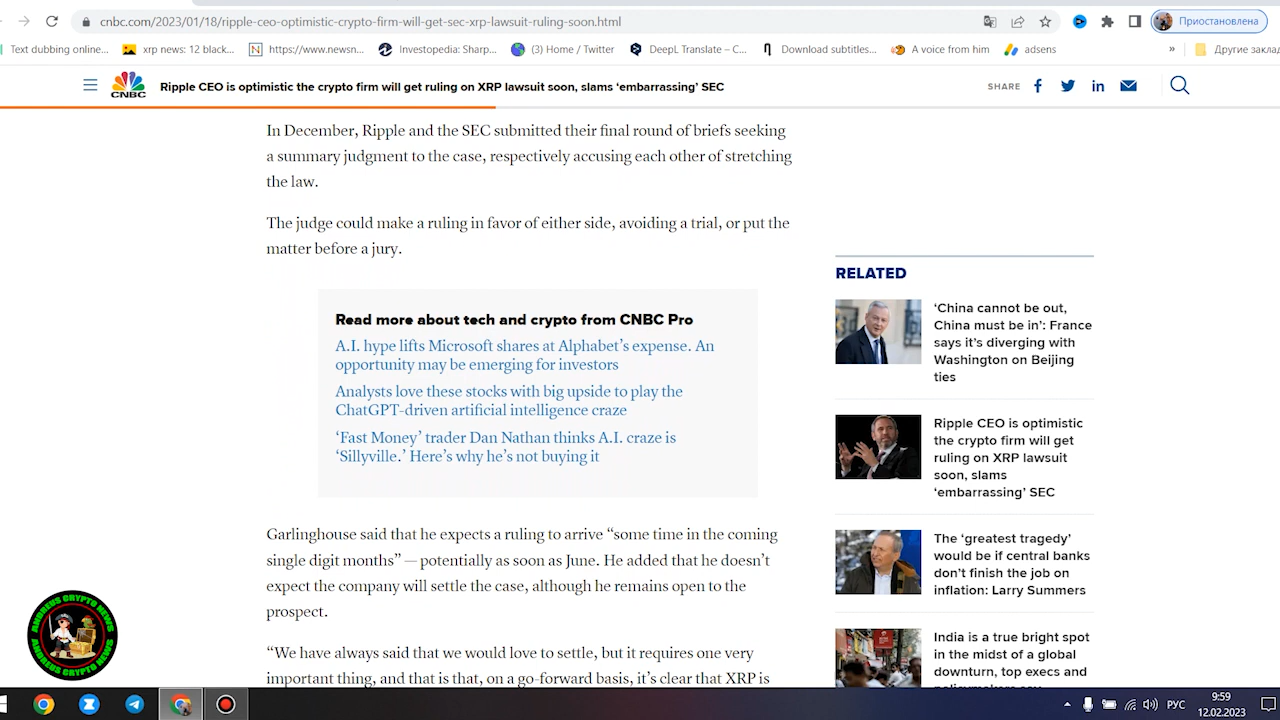 cnbc.com/2023/01/18/ripple-ceo-optimistic-crypto-firm-will-get-sec-xrp-lawsuit-ruling-soon.html
Приостановлена
Text dubbing online...
xrp news: 12 black...
https://www.newsn...
Investopedia: Sharp...
(3) Home / Twitter
DeepL Translate – C...
Download subtitles...
A voice from him
adsens
»
Другие закла
CNBC
Ripple CEO is optimistic the crypto firm will get ruling on XRP lawsuit soon, slams ‘embarrassing’ SEC
SHARE
In December, Ripple and the SEC submitted their final round of briefs seeking
a summary judgment to the case, respectively accusing each other of stretching
the law.
The judge could make a ruling in favor of either side, avoiding a trial, or put the
matter before a jury.
Read more about tech and crypto from CNBC Pro
A.I. hype lifts Microsoft shares at Alphabet’s expense. An
opportunity may be emerging for investors
Analysts love these stocks with big upside to play the
ChatGPT-driven artificial intelligence craze
‘Fast Money’ trader Dan Nathan thinks A.I. craze is
‘Sillyville.’ Here’s why he’s not buying it
Garlinghouse said that he expects a ruling to arrive “some time in the coming
single digit months” — potentially as soon as June. He added that he doesn’t
expect the company will settle the case, although he remains open to the
prospect.
“We have always said that we would love to settle, but it requires one very
important thing, and that is that, on a go-forward basis, it’s clear that XRP is
RELATED
‘China cannot be out,
China must be in’: France
says it’s diverging with
Washington on Beijing
ties
Ripple CEO is optimistic
the crypto firm will get
ruling on XRP lawsuit
soon, slams
‘embarrassing’ SEC
The ‘greatest tragedy’
would be if central banks
don’t finish the job on
inflation: Larry Summers
India is a true bright spot
in the midst of a global
downturn, top execs and
ANDREUS CRYPTO NEWS
ANDREUS CRYPTO NEWS
РУС
9:59
12.02.2023